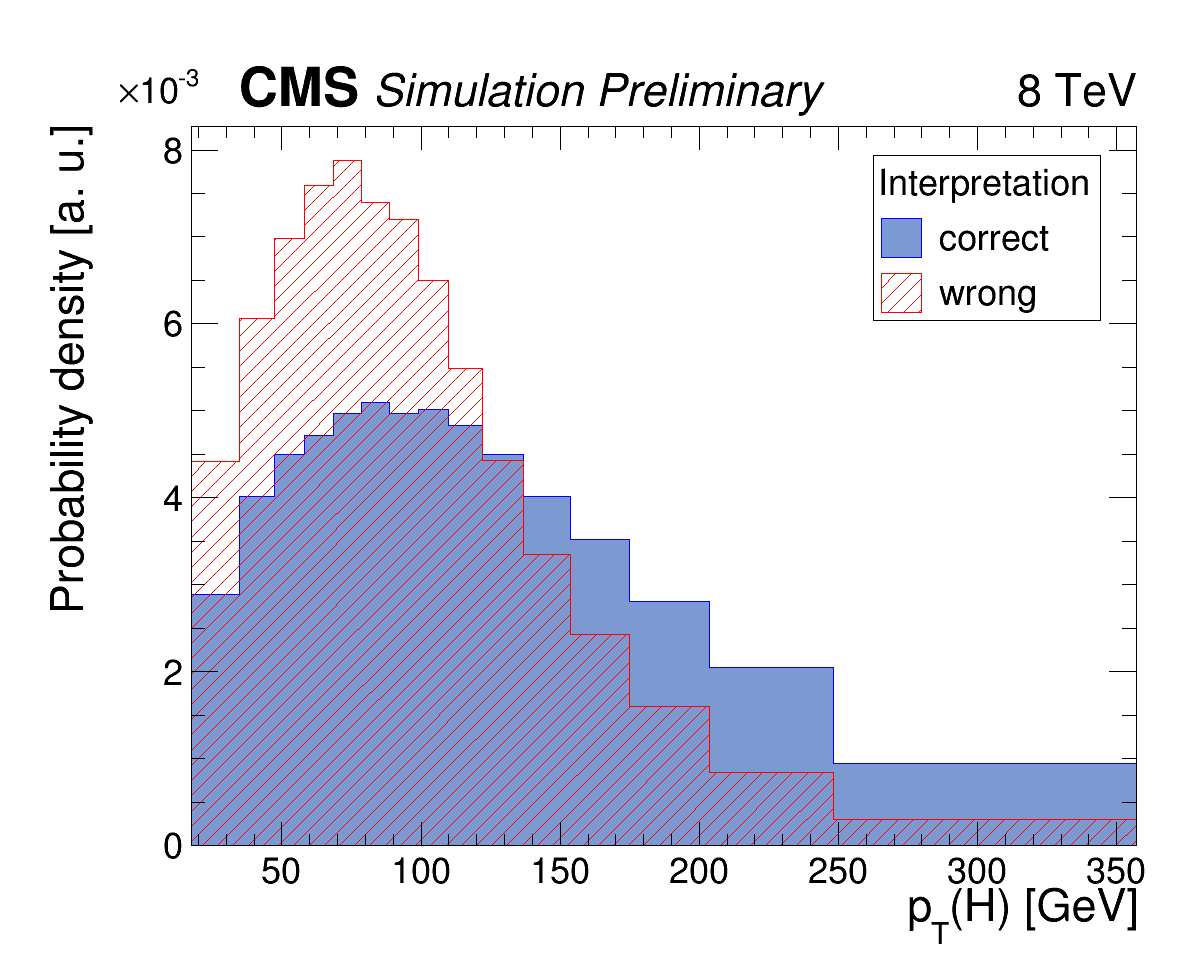 ×10⁻³ CMS Simulation Preliminary 8 TeV
Probability density [a. u.]
8
6
4
2
0
Interpretation
correct
wrong
50 100 150 200 250 300 350
p_T(H) [GeV]